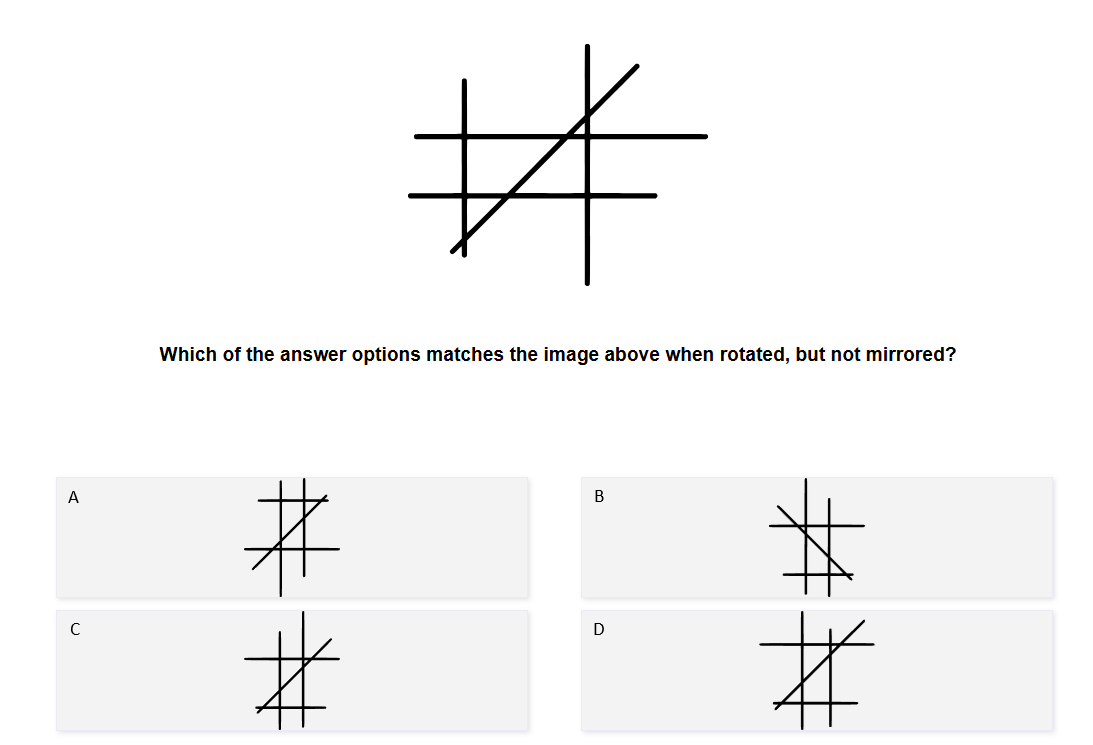 Which of the answer options matches the image above when rotated, but not mirrored?
A
B
C
D